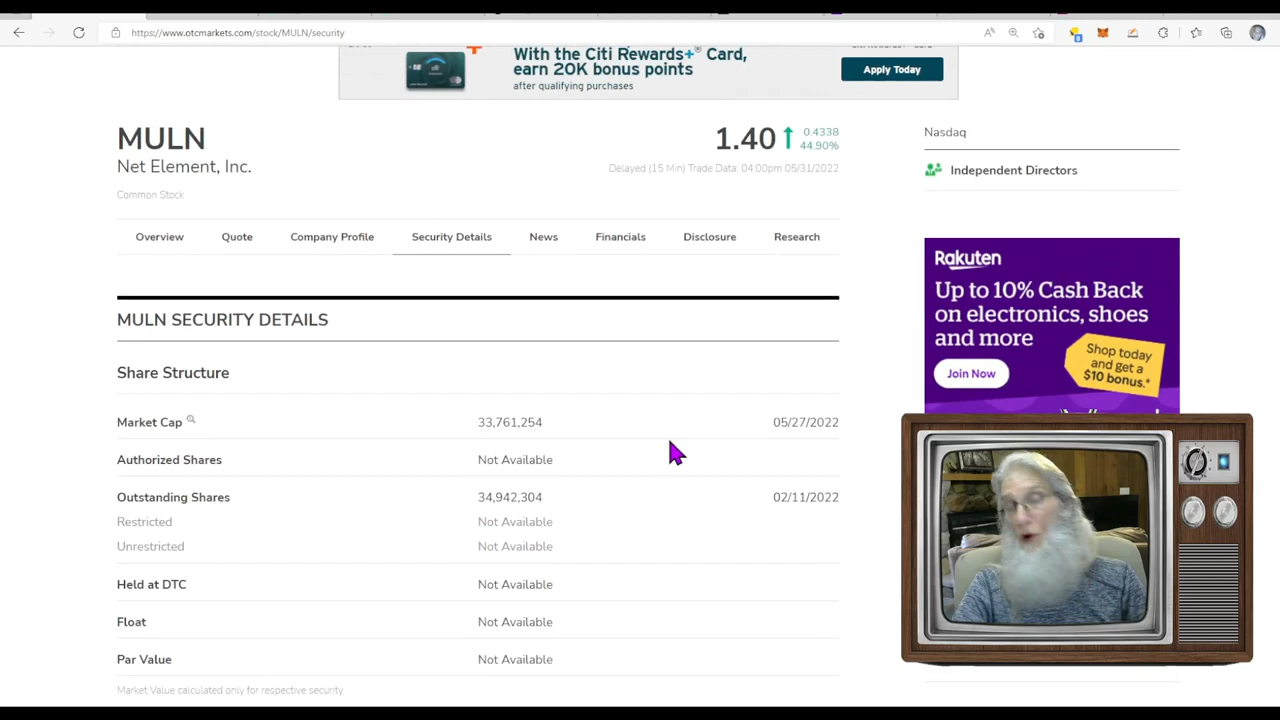 https://www.otcmarkets.com/stock/MULN/security
With the Citi Rewards+® Card,
earn 20K bonus points
after qualifying purchases
Apply Today
MULN
Net Element, Inc.
Common Stock
1.40
0.4338
44.90%
Delayed (15 Min) Trade Data: 04:00pm 05/31/2022
Nasdaq
Independent Directors
Overview Quote Company Profile Security Details News Financials Disclosure Research
MULN SECURITY DETAILS
Share Structure
Market Cap 33,761,254 05/27/2022
Authorized Shares Not Available
Outstanding Shares 34,942,304 02/11/2022
Restricted Not Available
Unrestricted Not Available
Held at DTC Not Available
Float Not Available
Par Value Not Available
Market Value calculated only for respective security
Rakuten
Up to 10% Cash Back
on electronics, shoes
and more
Join Now
Shop today
and get a
$10 bonus.*